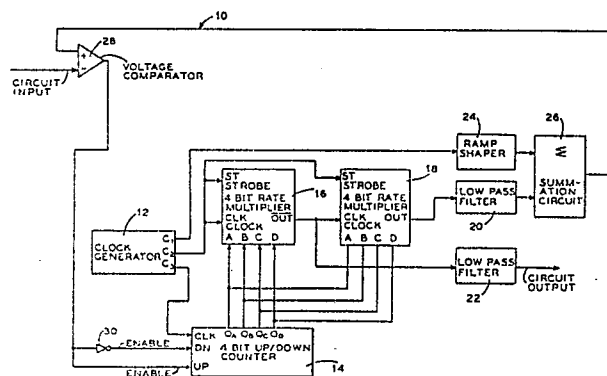 10
28
+
-
VOLTAGE
COMPARATOR
CIRCUIT
INPUT
24
RAMP
SHAPER
26
Σ
SUMM-
ATION
CIRCUIT
ST
STROBE
4 BIT RATE
MULTIPLIER
CLK OUT
CLOCK
A B C D
16
ST
STROBE
4 BIT RATE
MULTIPLIER
CLK OUT
CLOCK
A B C D
18
LOW PASS
FILTER
20
12
CLOCK
GENERATOR
C1
C2
C3
LOW PASS
FILTER
22
CIRCUIT
OUTPUT
30
ENABLE
ENABLE
CLK QA QB QC QD
DN 4 BIT UP/DOWN
COUNTER
UP
14